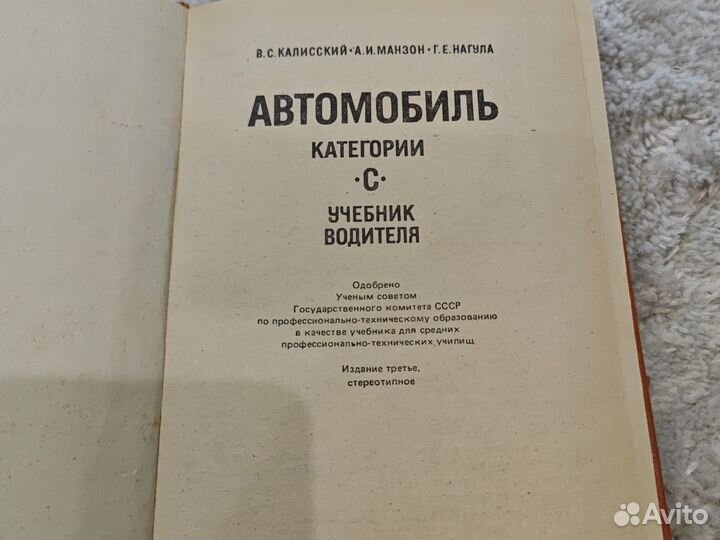 В.С.КАЛИССКИЙ·А.И.МАНЗОН·Г.Е.НАГУЛА
АВТОМОБИЛЬ
КАТЕГОРИИ
·С·
УЧЕБНИК
ВОДИТЕЛЯ
Одобрено
Ученым советом
Государственного комитета СССР
по профессионально-техническому образованию
в качестве учебника для средних
профессионально-технических училищ
Издание третье,
стереотипное
Avito